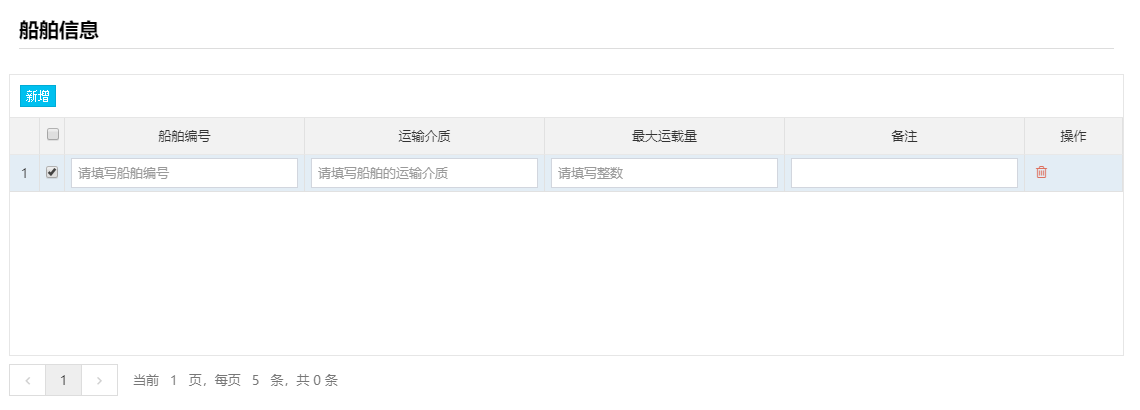 船舶信息
新增
船舶编号 运输介质 最大运载量 备注 操作
1 请填写船舶编号 请填写船舶的运输介质 请填写整数
1 当前 1 页，每页 5 条，共 0 条